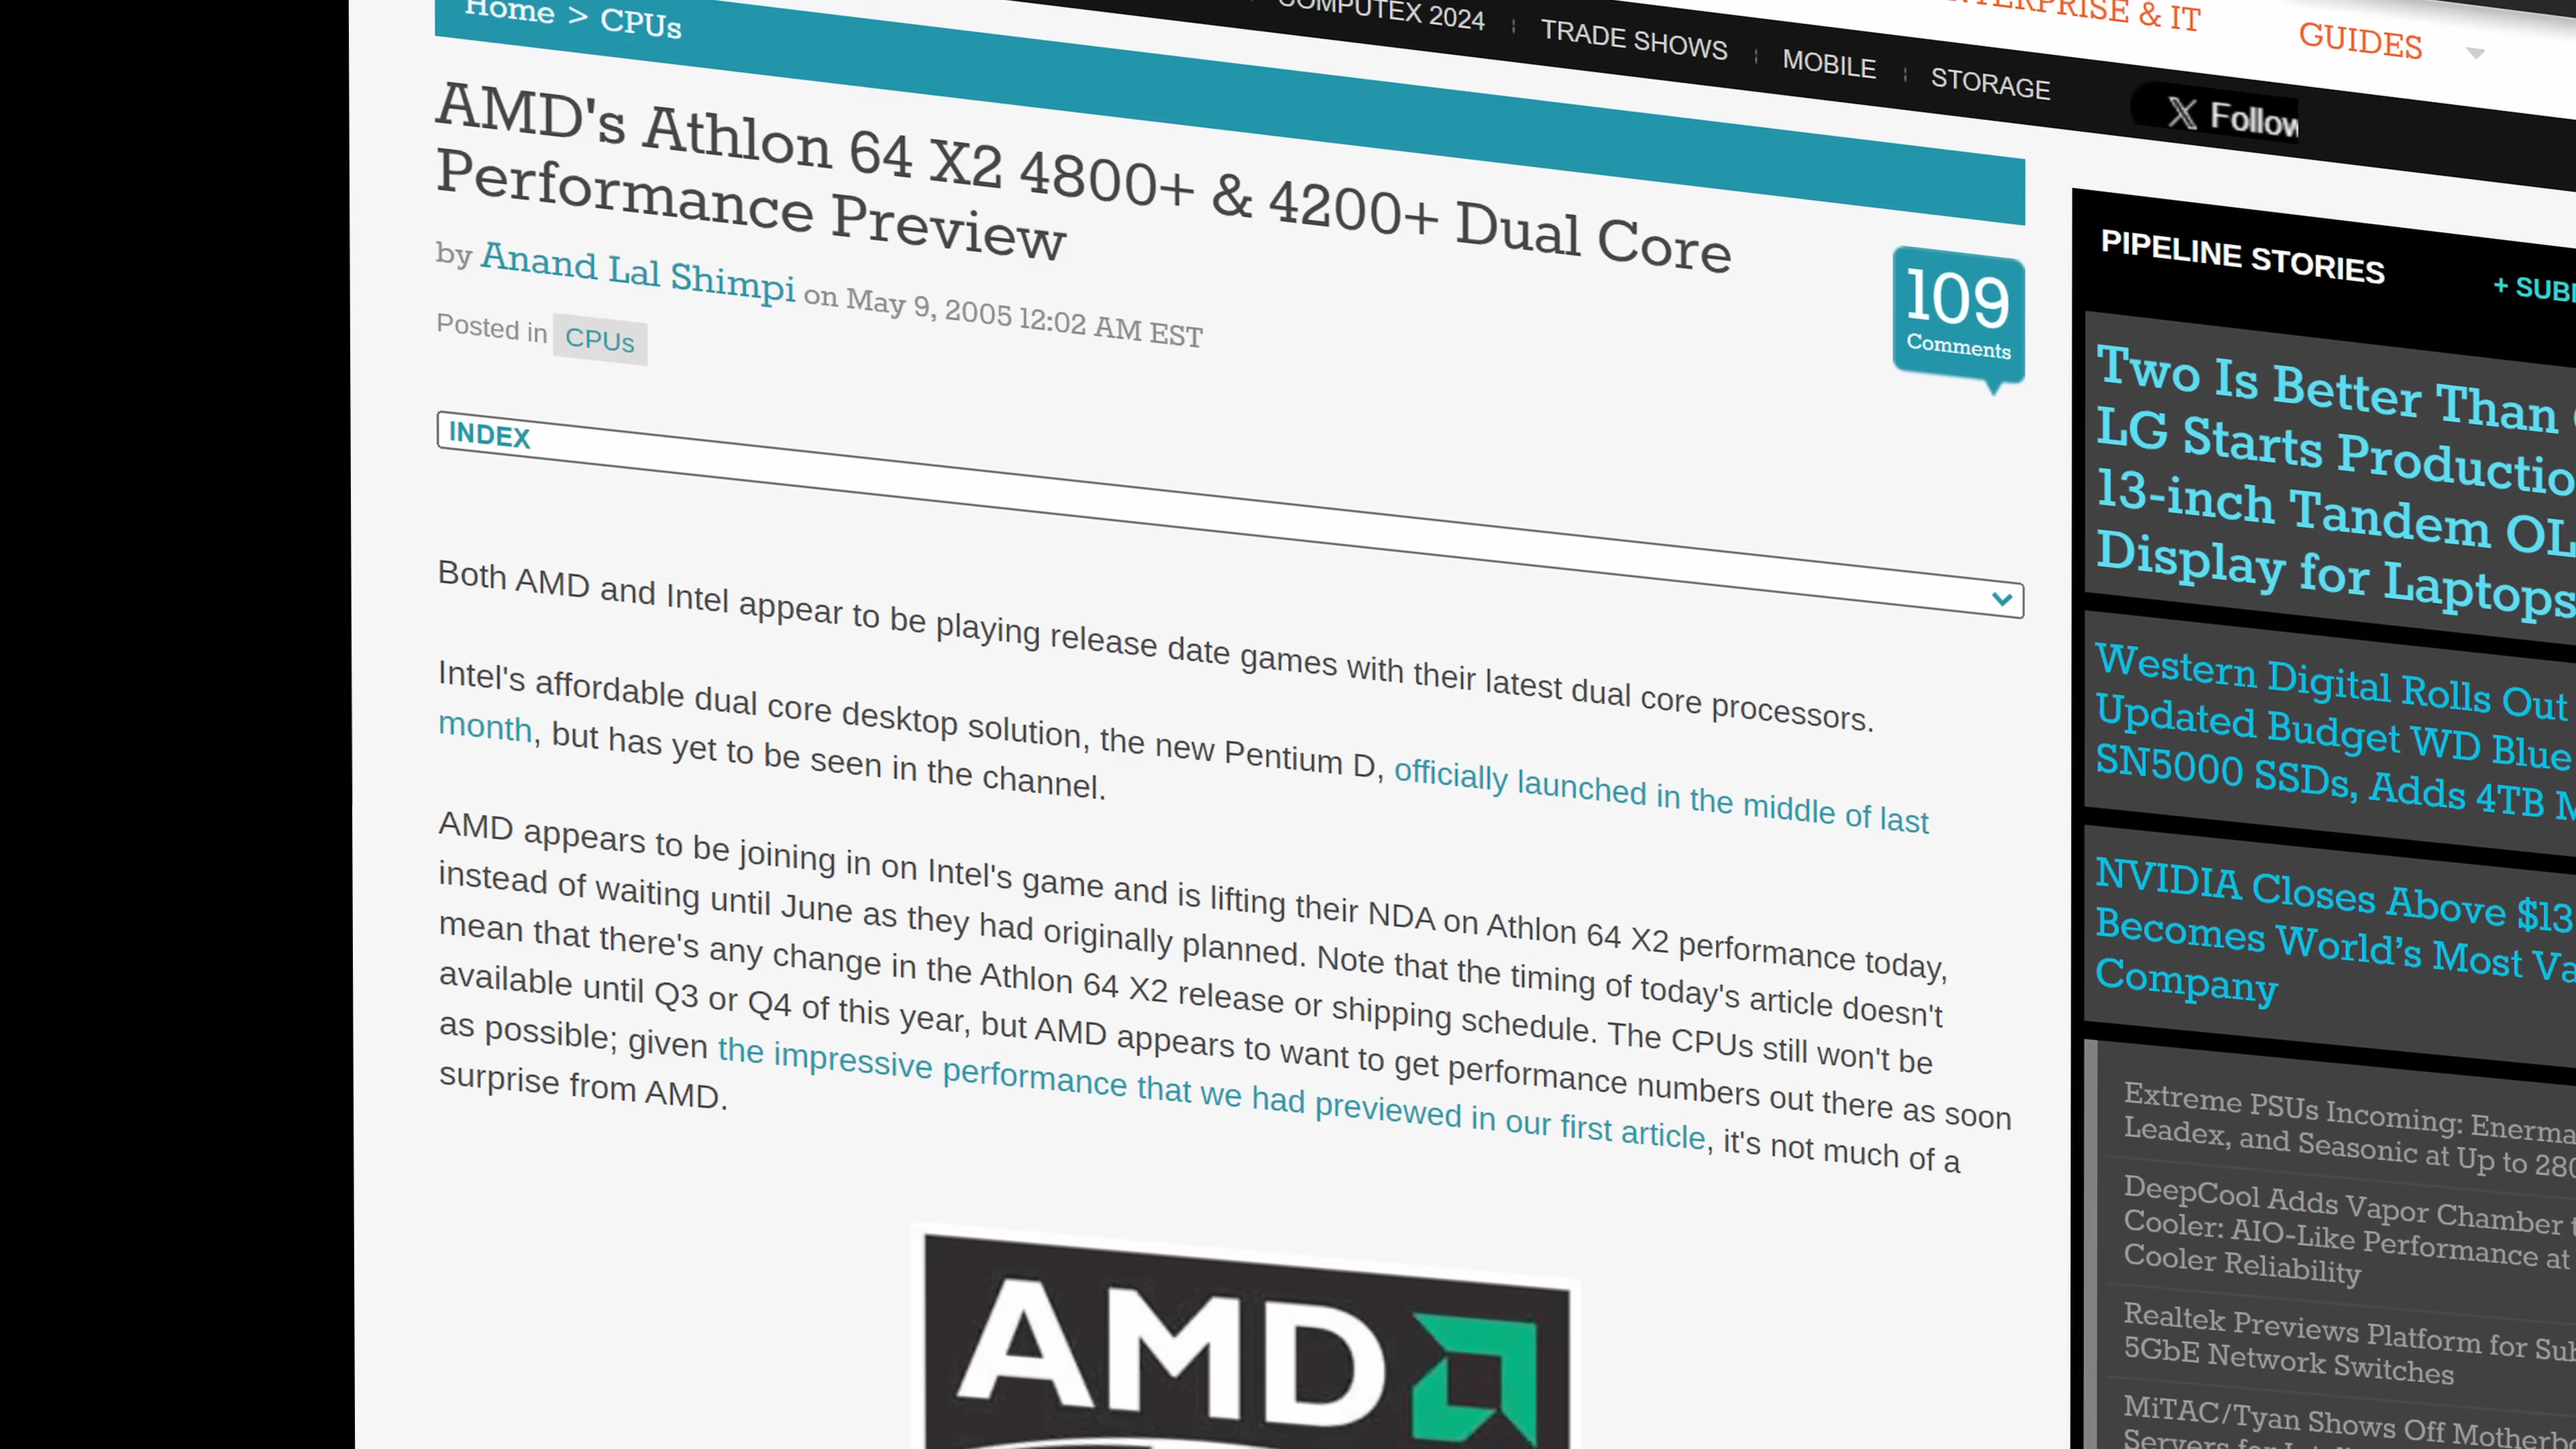 Home > CPUs
COMPUTEX 2024
TRADE SHOWS
MOBILE
STORAGE
& IT
GUIDES
X Follow
AMD's Athlon 64 X2 4800+ & 4200+ Dual Core
Performance Preview
by Anand Lal Shimpi on May 9, 2005 12:02 AM EST
Posted in CPUs
109
Comments
INDEX
Both AMD and Intel appear to be playing release date games with their latest dual core processors.
Intel's affordable dual core desktop solution, the new Pentium D, officially launched in the middle of last
month, but has yet to be seen in the channel.
AMD appears to be joining in on Intel's game and is lifting their NDA on Athlon 64 X2 performance today,
instead of waiting until June as they had originally planned. Note that the timing of today's article doesn't
mean that there's any change in the Athlon 64 X2 release or shipping schedule. The CPUs still won't be
available until Q3 or Q4 of this year, but AMD appears to want to get performance numbers out there as soon
as possible; given the impressive performance that we had previewed in our first article, it's not much of a
surprise from AMD.
AMD
PIPELINE STORIES
+
Two Is Better Than
LG Starts
13-inch Tandem
Display for Laptops
Western Digital Rolls Out
Updated Budget WD Blue
SN5000 SSDs, Adds 4TB
NVIDIA Closes Above
Becomes World's Most
Company
Extreme PSUs Incoming:
Leadex, and Seasonic at Up to
DeepCool Adds Vapor Chamber
Cooler: AIO-Like Performance at
Cooler Reliability
Realtek Previews Platform for
5GbE Network Switches
MiTAC/Tyan Shows Off
Servers for